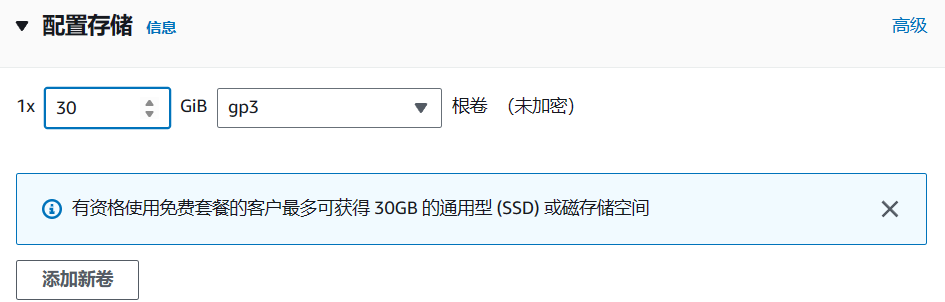 配置存储 信息 高级
1x 30 GiB gp3 根卷 （未加密）
有资格使用免费套餐的客户最多可获得 30GB 的通用型 (SSD) 或磁存储空间
添加新卷